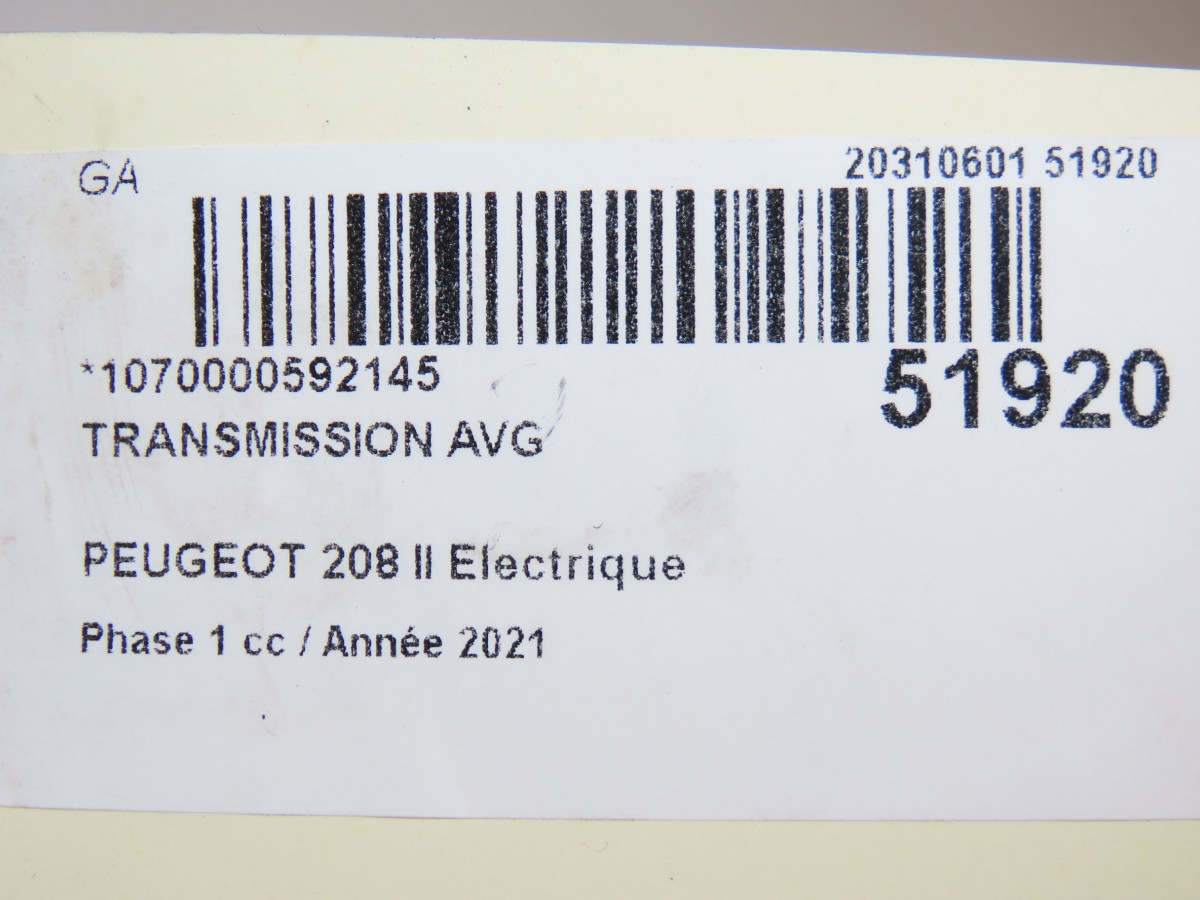 GA
20310601 51920
*1070000592145
51920
TRANSMISSION AVG
PEUGEOT 208 II Electrique
Phase 1 cc / Année 2021